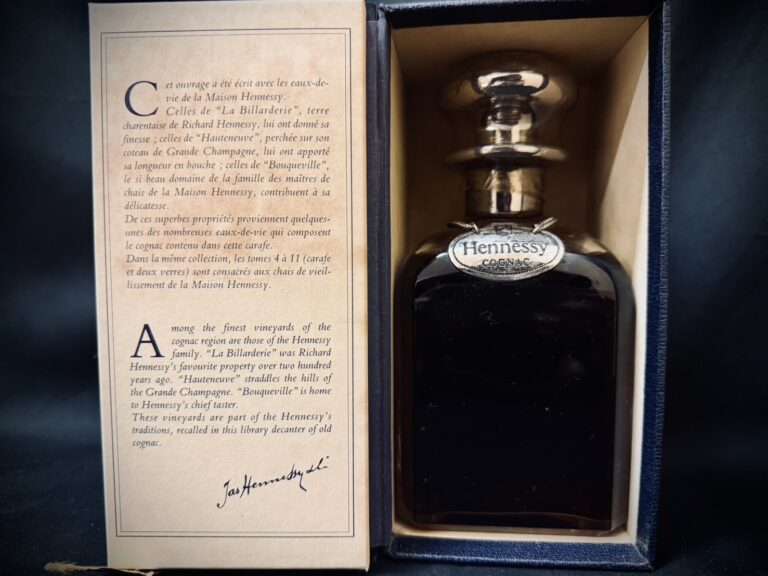 Cet ouvrage a été écrit avec les eaux-de-
vie de la Maison Hennessy.
Celles de "La Billarderie", terre
charentaise de Richard Hennessy, lui ont donné sa
finesse ; celles de "Hauteneuve", perchée sur son
coteau de Grande Champagne, lui ont apporté
sa longueur en bouche ; celles de "Bouqueville",
le si beau domaine de la famille des maîtres de
chais de la Maison Hennessy, contribuent à sa
délicatesse.
De ces superbes propriétés proviennent quelques-
unes des nombreuses eaux-de-vie qui composent
le cognac contenu dans cette carafe.
Dans la même collection, les tomes 4 à 11 (carafe
et deux verres) sont consacrés aux chais de vieil-
lissement de la Maison Hennessy.
Among the finest vineyards of the
cognac region are those of the Hennessy
family. "La Billarderie" was Richard
Hennessy's favourite property over two hundred
years ago. "Hauteneuve" straddles the hills of
the Grande Champagne. "Bouqueville" is home
to Hennessy's chief taster.
These vineyards are part of the Hennessy's
traditions, recalled in this library decanter of old
cognac.
Jas Hennessy & Co
Hennessy
COGNAC